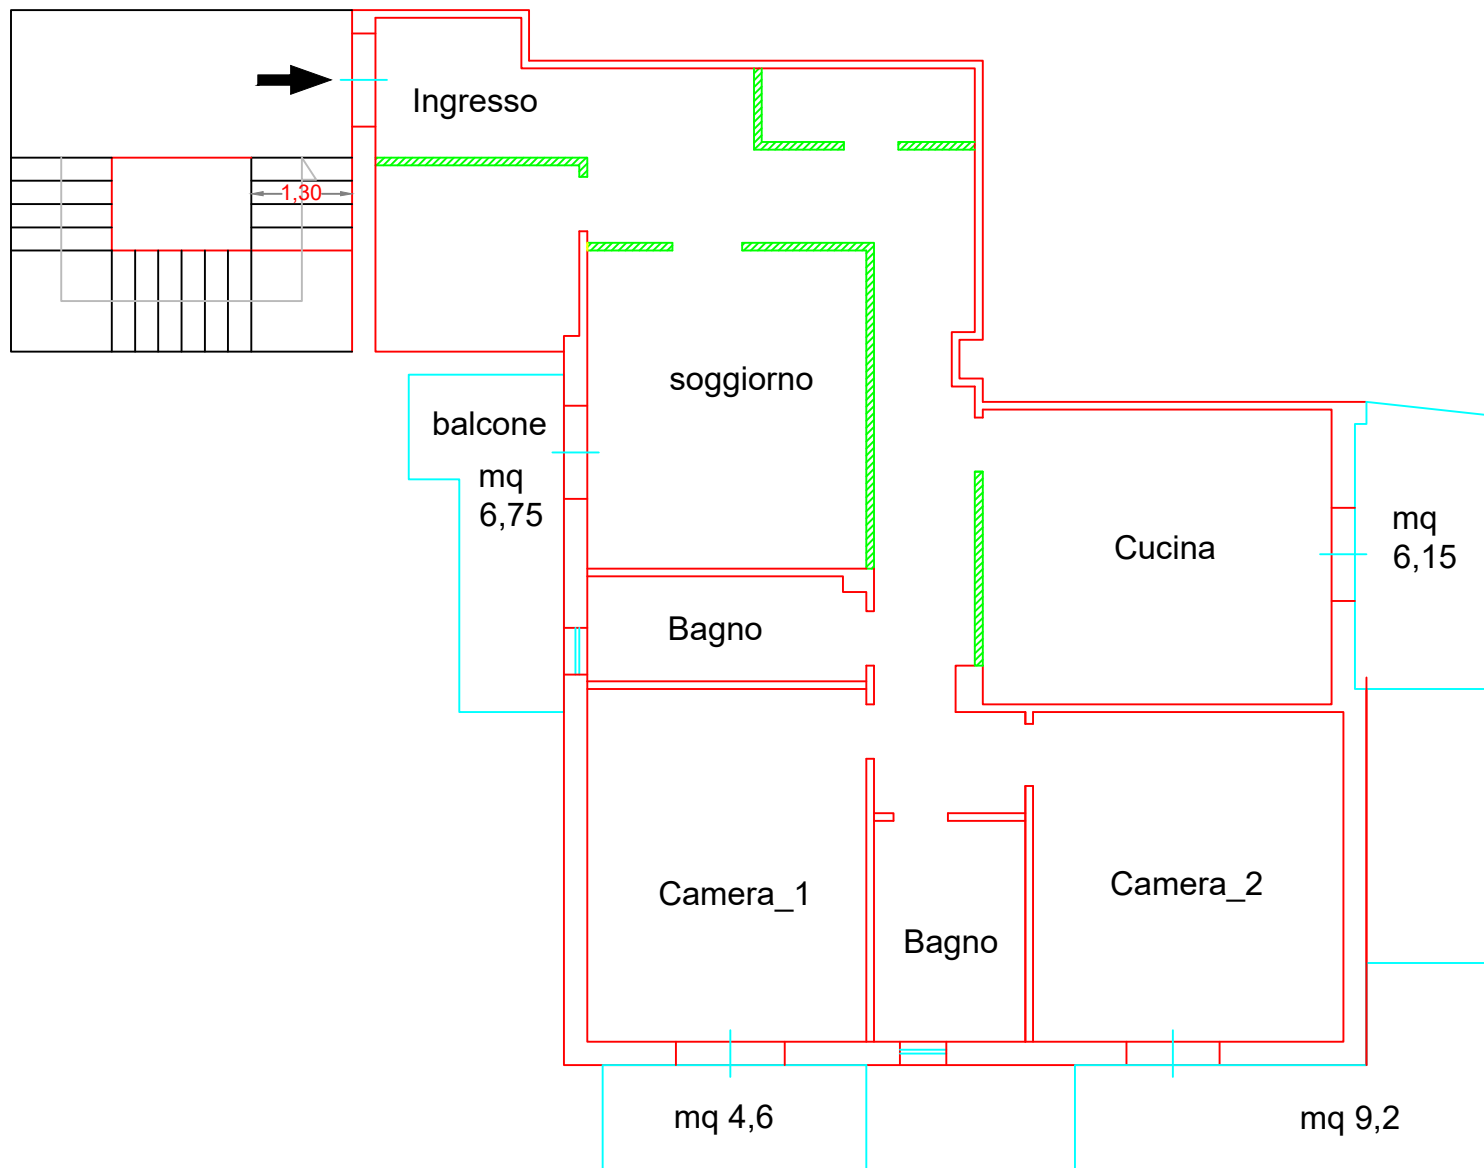 Ingresso
1,30
soggiorno
balcone
mq
6,75
mq
6,15
Cucina
Bagno
Camera_1
Camera_2
Bagno
mq 4,6
mq 9,2